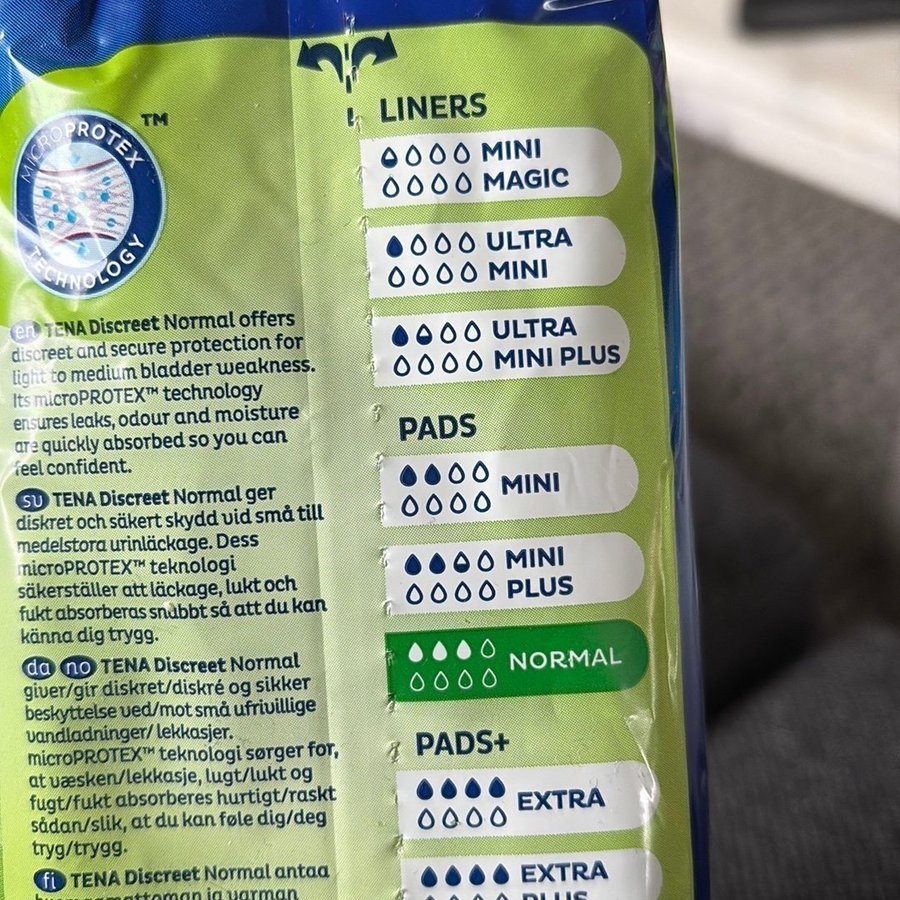 MICROPROTEX
TECHNOLOGY
TM
en TENA Discreet Normal offers
discreet and secure protection for
light to medium bladder weakness.
Its microPROTEX™ technology
ensures leaks, odour and moisture
are quickly absorbed so you can
feel confident.
sv TENA Discreet Normal ger
diskret och säkert skydd vid små till
medelstora urinläckage. Dess
microPROTEX™ teknologi
säkerställer att läckage, lukt och
fukt absorberas snabbt så att du kan
känna dig trygg.
da no TENA Discreet Normal
giver/gir diskret/diskré og sikker
beskyttelse ved/mot små ufrivillige
vandladninger/ lekkasjer.
microPROTEX™ teknologi sørger for,
at væsken/lekkasje, lugt/lukt og
fugt/fukt absorberes hurtigt/raskt
sådan/slik, at du kan føle dig/deg
tryg/trygg.
fi TENA Discreet Normal antaa
LINERS
MINI
MAGIC
ULTRA
MINI
ULTRA
MINI PLUS
PADS
MINI
MINI
PLUS
NORMAL
PADS+
EXTRA
EXTRA
PLUS